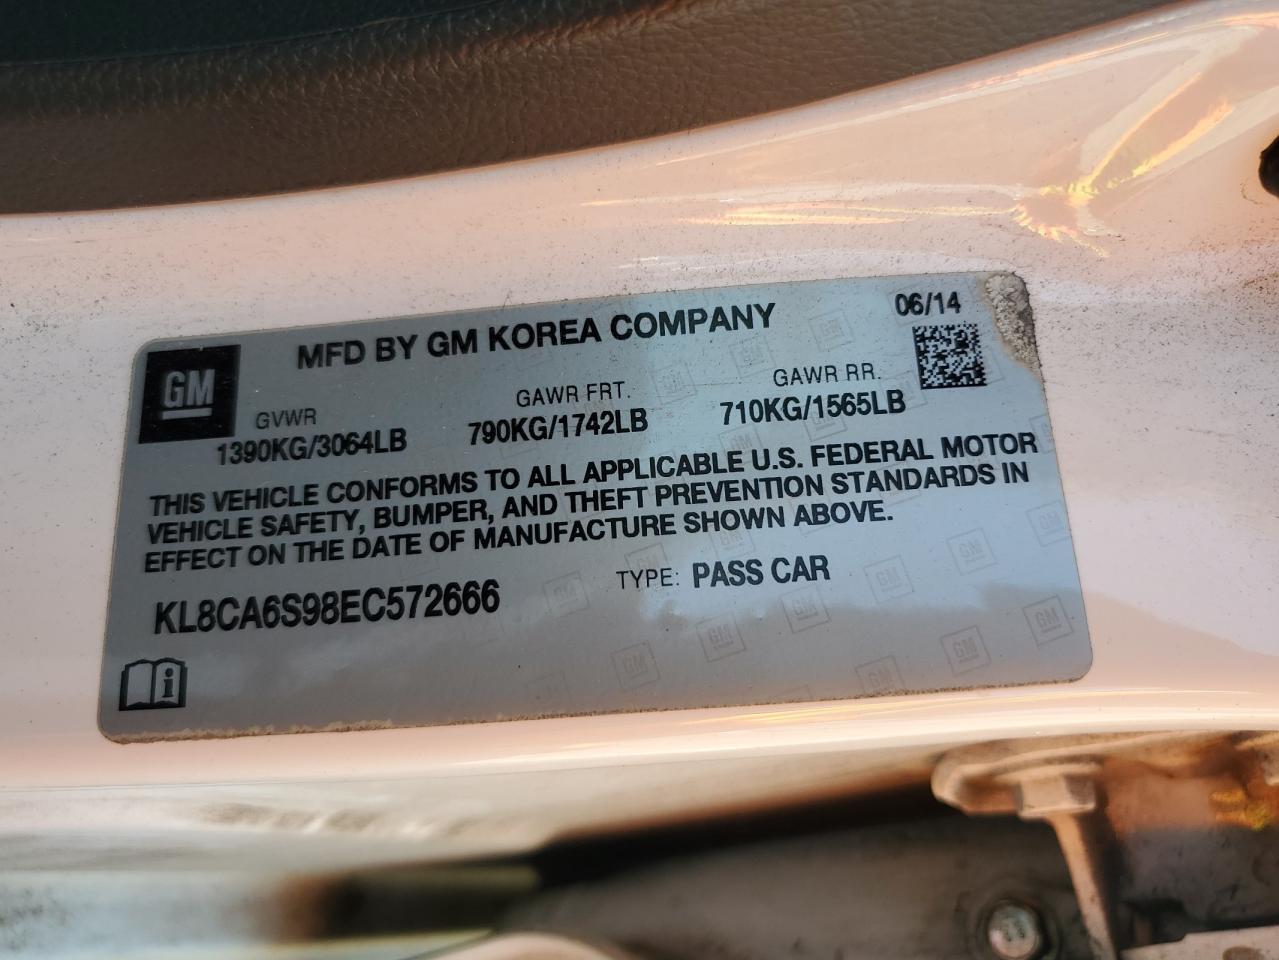 06/14
MFD BY GM KOREA COMPANY
GM
GVWR GAWR FRT. GAWR RR.
1390KG/3064LB 790KG/1742LB 710KG/1565LB
THIS VEHICLE CONFORMS TO ALL APPLICABLE U.S. FEDERAL MOTOR
VEHICLE SAFETY, BUMPER, AND THEFT PREVENTION STANDARDS IN
EFFECT ON THE DATE OF MANUFACTURE SHOWN ABOVE.
KL8CA6S98EC572666 TYPE: PASS CAR
i